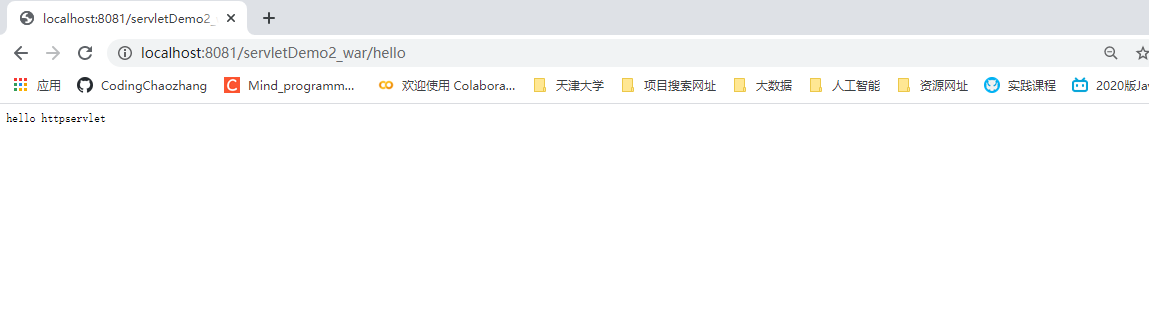 localhost:8081/servletDemo2_
localhost:8081/servletDemo2_war/hello
应用 CodingChaozhang Mind_programm... 欢迎使用 Colabora... 天津大学 项目搜索网址 大数据 人工智能 资源网址 实践课程 2020版Jav
hello httpservlet